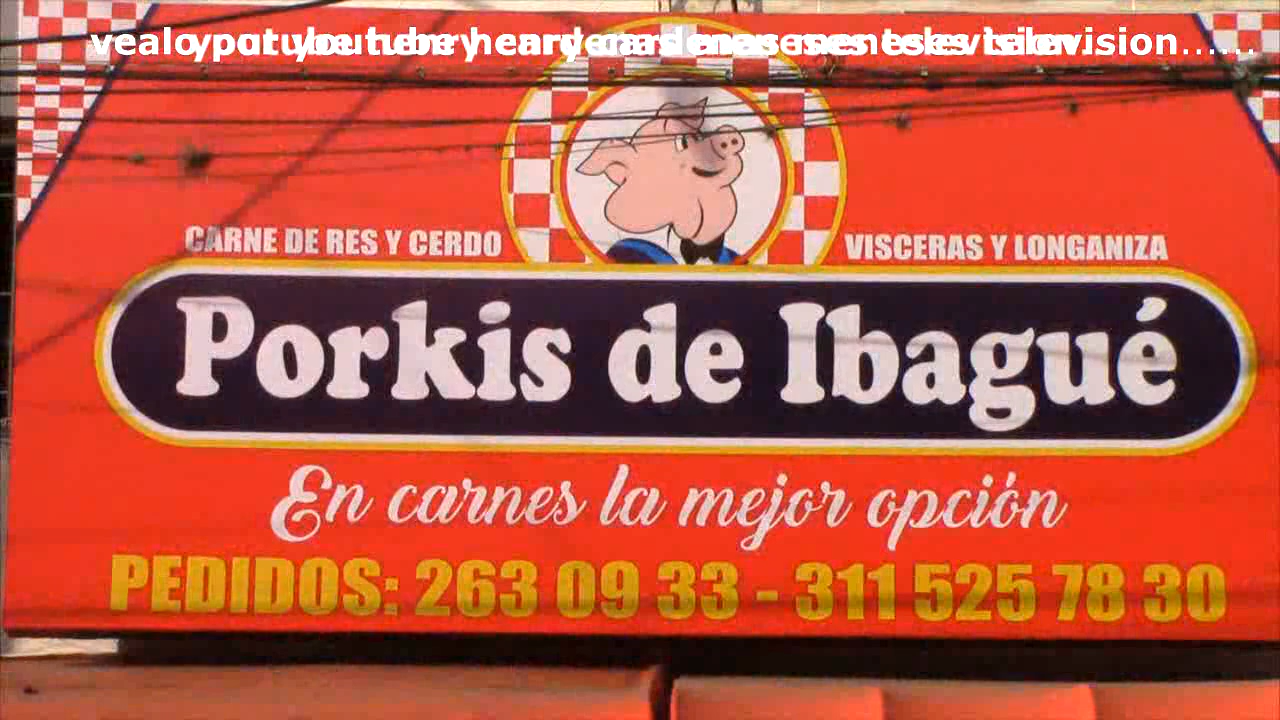 CARNE DE RES Y CERDO
VISCERAS Y LONGANIZA
Porkis de Ibagué
En carnes la mejor opción
PEDIDOS: 263 09 33 - 311 525 78 30